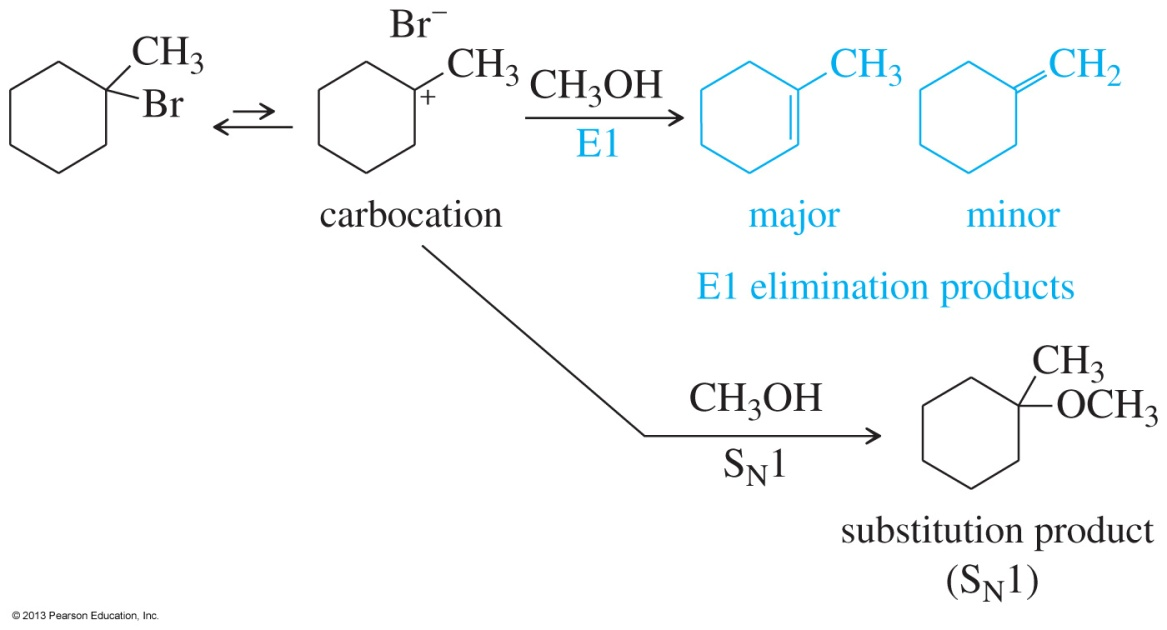 Br⁻
CH₃
Br
CH₃
+
CH₃OH
E1
CH₃
CH₂
carbocation
major
minor
E1 elimination products
CH₃OH
S_N1
CH₃
OCH₃
substitution product
(S_N1)
© 2013 Pearson Education, Inc.